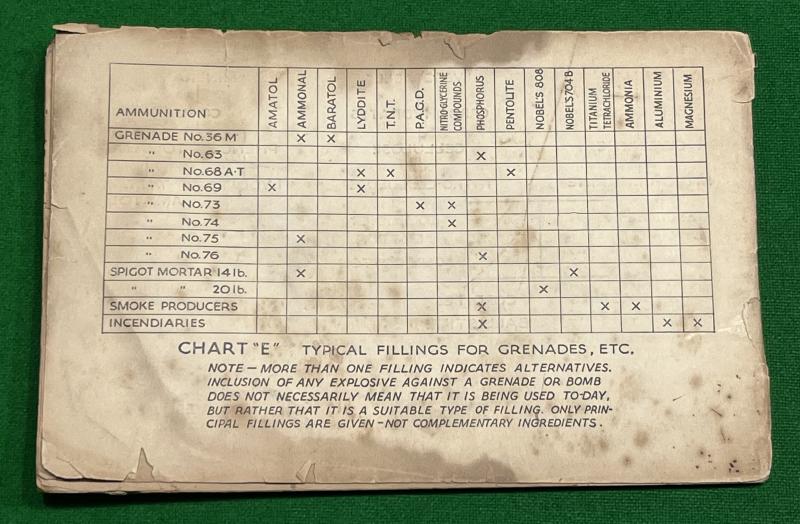 AMMUNITION AMATOL AMMONAL BARATOL LYDDITE T.N.T. P.A.G.D. NITRO-GLYCERINE COMPOUNDS PHOSPHORUS PENTOLITE NOBELS 808 NOBELS 704B TITANIUM TETRACHLORIDE AMMONIA ALUMINIUM MAGNESIUM
GRENADE No.36 M X X
" No.63 X
" No.68 A·T X X X
" No.69 X X
" No.73 X X
" No.74 X
" No.75 X
" No.76 X
SPIGOT MORTAR 14 lb. X X
" " 20 lb. X
SMOKE PRODUCERS X X X
INCENDIARIES X X X
CHART "E" TYPICAL FILLINGS FOR GRENADES, ETC.
NOTE – MORE THAN ONE FILLING INDICATES ALTERNATIVES.
INCLUSION OF ANY EXPLOSIVE AGAINST A GRENADE OR BOMB
DOES NOT NECESSARILY MEAN THAT IT IS BEING USED TO-DAY,
BUT RATHER THAT IT IS A SUITABLE TYPE OF FILLING. ONLY PRIN-
CIPAL FILLINGS ARE GIVEN – NOT COMPLEMENTARY INGREDIENTS.